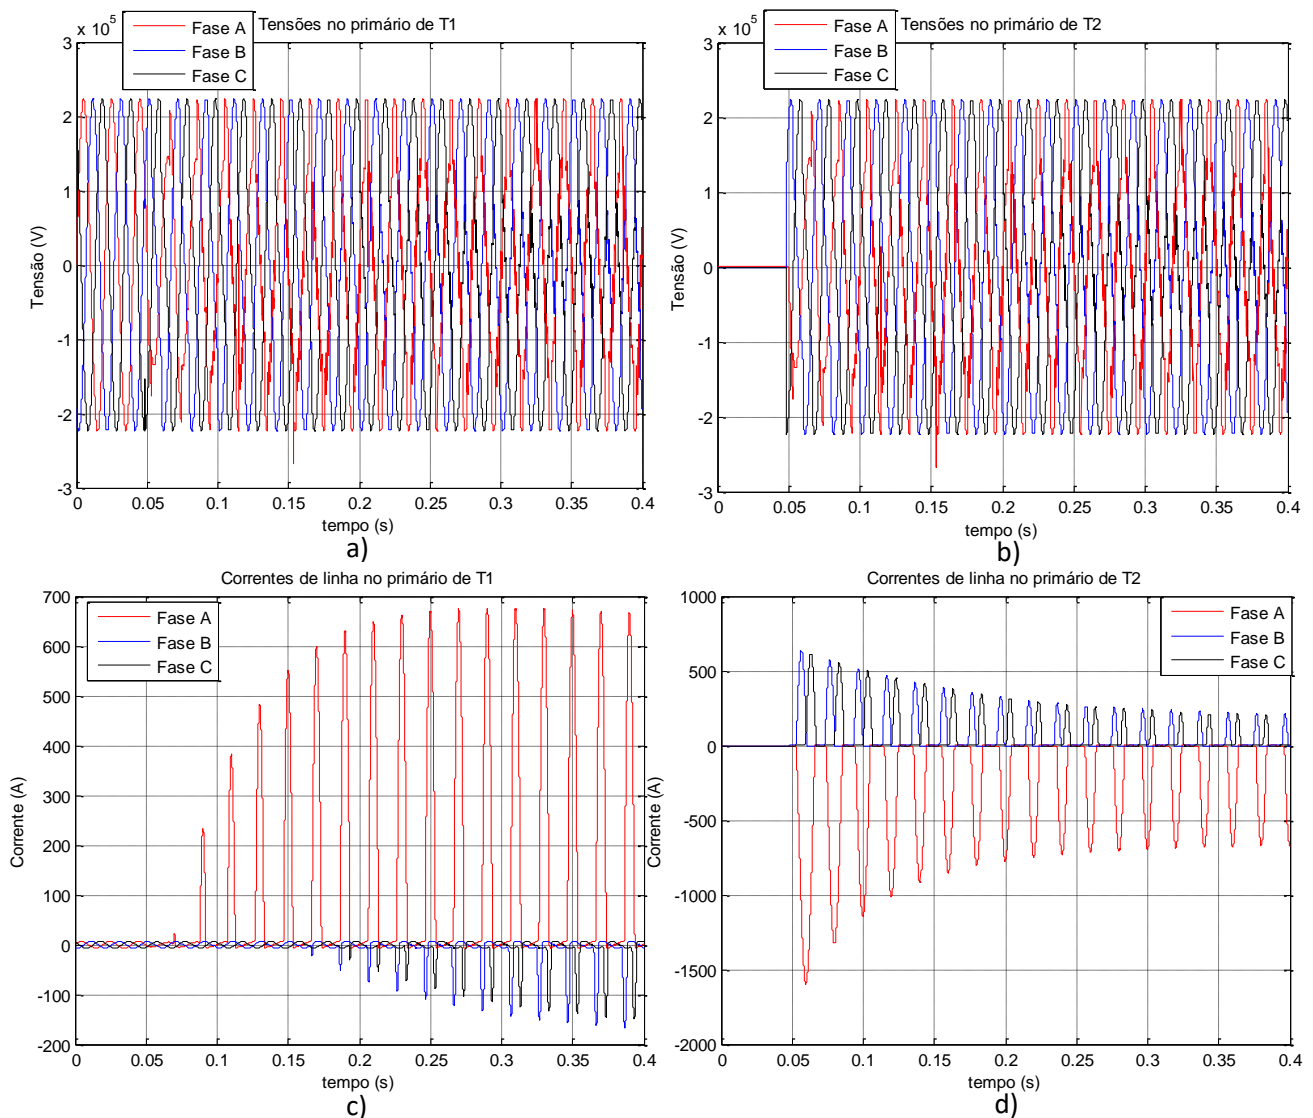 x 10⁵
Tensões no primário de T1
Fase A
Fase B
Fase C
3
2
1
0
-1
-2
-3
Tensão (V)
0
0.05
0.1
0.15
0.2
0.25
0.3
0.35
0.4
tempo (s)
a)
x 10⁵
Tensões no primário de T2
Fase A
Fase B
Fase C
3
2
1
0
-1
-2
-3
Tensão (V)
0
0.05
0.1
0.15
0.2
0.25
0.3
0.35
0.4
tempo (s)
b)
Correntes de linha no primário de T1
Fase A
Fase B
Fase C
700
600
500
400
300
200
100
0
-100
-200
Corrente (A)
0
0.05
0.1
0.15
0.2
0.25
0.3
0.35
0.4
tempo (s)
c)
Correntes de linha no primário de T2
Fase A
Fase B
Fase C
1000
500
0
-500
-1000
-1500
-2000
Corrente (A)
0
0.05
0.1
0.15
0.2
0.25
0.3
0.35
0.4
tempo (s)
d)